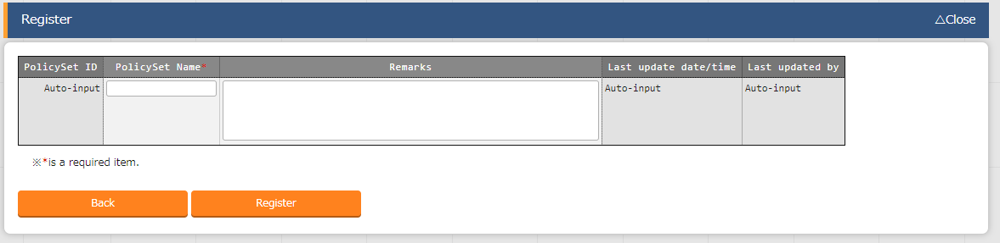 Register △Close
PolicySet ID PolicySet Name* Remarks Last update date/time Last updated by
Auto-input Auto-input Auto-input
※*is a required item.
Back Register